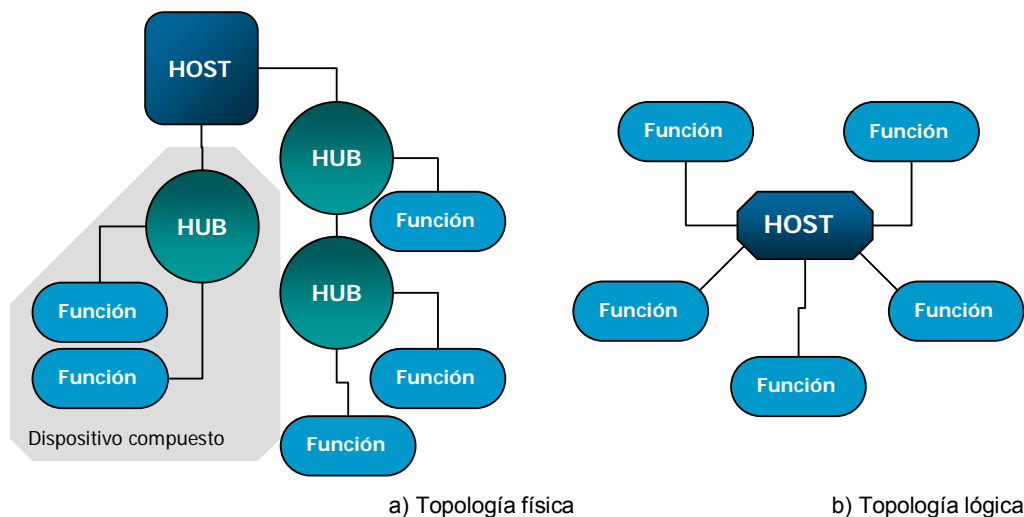 HOST
HUB
Función
HUB
Función
Función
HUB
Función
Función
Dispositivo compuesto
a) Topología física
Función
Función
HOST
Función
Función
Función
b) Topología lógica